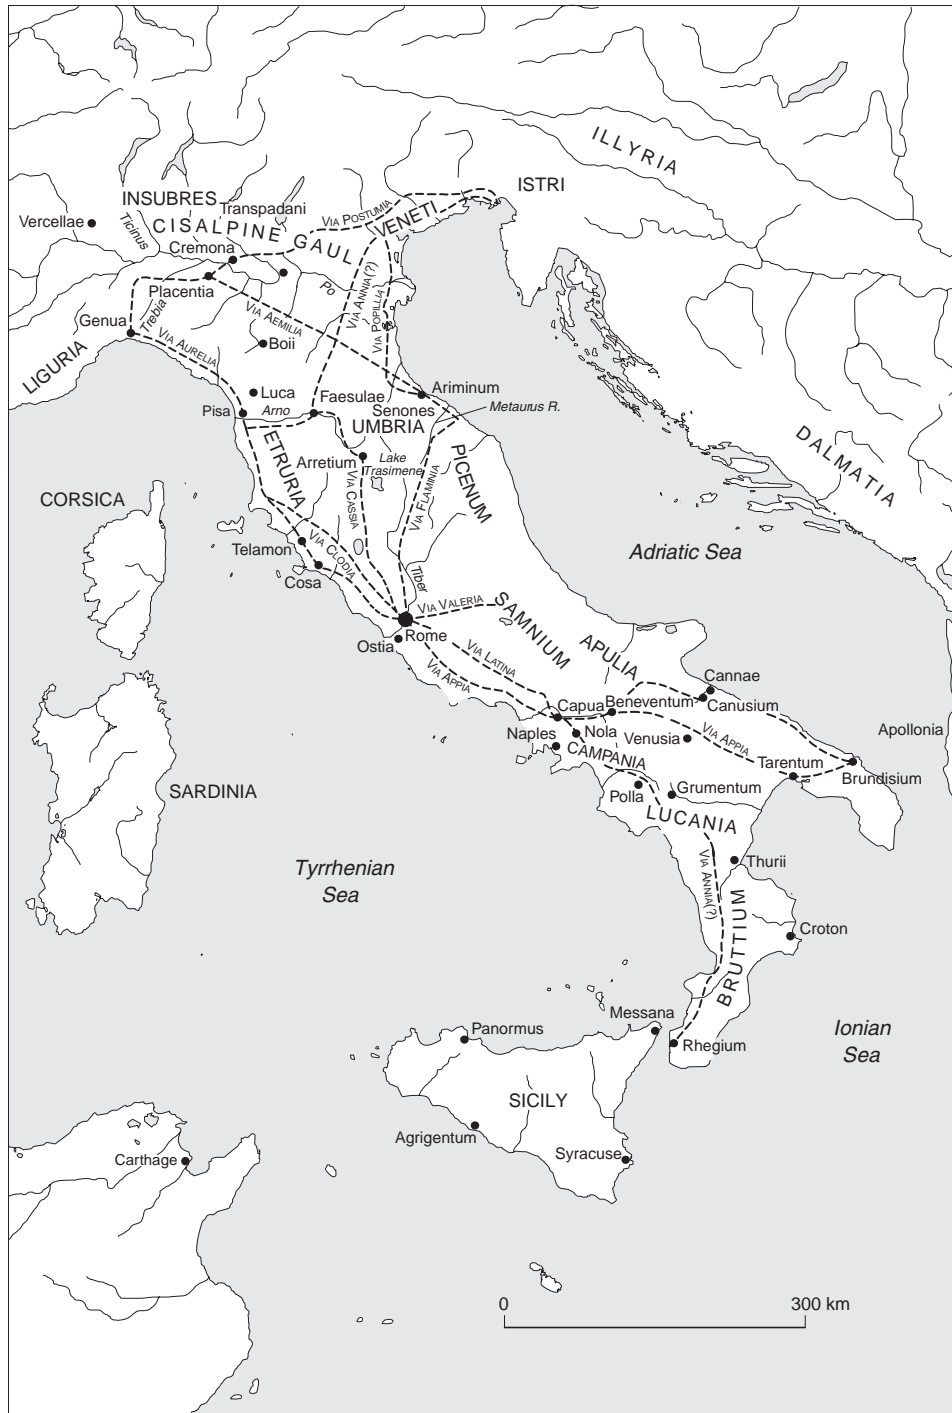 ILLYRIA
ISTRI
INSUBRES
Transpadani
Vercellae
Ticinus
CISALPINE GAUL
VIA POSTUMIA
VENETI
Cremona
Placentia
Po
VIA ANNIA(?)
VIA POPILLIA
Trebia
VIA AEMILIA
Genua
VIA AURELIA
Boii
LIGURIA
Luca
Ariminum
Pisa
Arno
Faesulae
Senones
Metaurus R.
UMBRIA
ETRURIA
Arretium
Lake
Trasimene
PICENUM
DALMATIA
CORSICA
VIA CASSIA
VIA FLAMINIA
Telamon
VIA CLODIA
Adriatic Sea
Cosa
Tiber
VIA VALERIA
SAMNIUM
Ostia
Rome
VIA LATINA
APULIA
VIA APPIA
Cannae
Capua
Beneventum
Canusium
Apollonia
Naples
Nola
Venusia
VIA APPIA
CAMPANIA
Tarentum
Brundisium
SARDINIA
Polla
Grumentum
LUCANIA
Tyrrhenian
Sea
VIA ANNIA(?)
Thurii
BRUTTIUM
Croton
Messana
Panormus
Rhegium
Ionian
Sea
SICILY
Agrigentum
Syracuse
Carthage
0
300 km